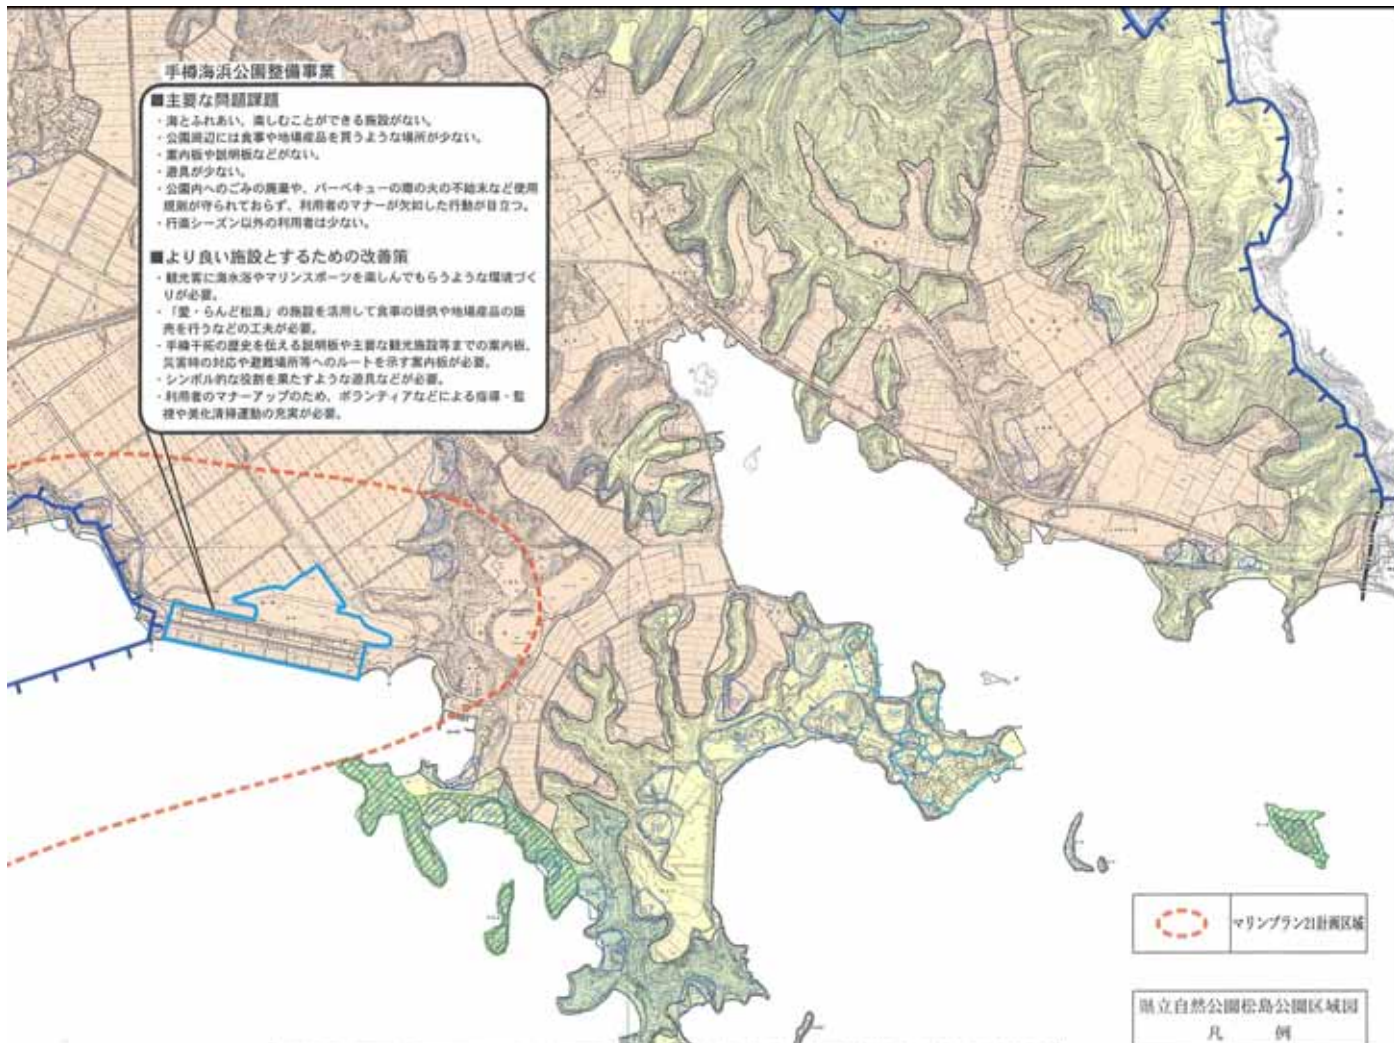 手樽海浜公園整備事業
■主要な問題課題
・海とふれあい、楽しむことができる施設がない。
・公園周辺には食事や地場産品を買うような場所が少ない。
・案内板や説明板などがない。
・遊具が少ない。
・公園内へのごみの廃棄や、バーベキューの際の火の不始末など使用
規則が守られておらず、利用者のマナーが欠如した行動が目立つ。
・行楽シーズン以外の利用者は少ない。
■より良い施設とするための改善策
・観光客に海水浴やマリンスポーツを楽しんでもらうような環境づく
りが必要。
・「愛・らんど松島」の施設を活用して食事の提供や地場産品の販
売を行うなどの工夫が必要。
・手樽干拓の歴史を伝える説明板や主要な観光施設等までの案内板、
災害時の対応や避難場所等へのルートを示す案内板が必要。
・シンボル的な役割を果たすような遊具などが必要。
・利用者のマナーアップのため、ボランティアなどによる指導・監
視や美化清掃運動の充実が必要。
マリンプラン21計画区域
県立自然公園松島公園区域図
凡 例